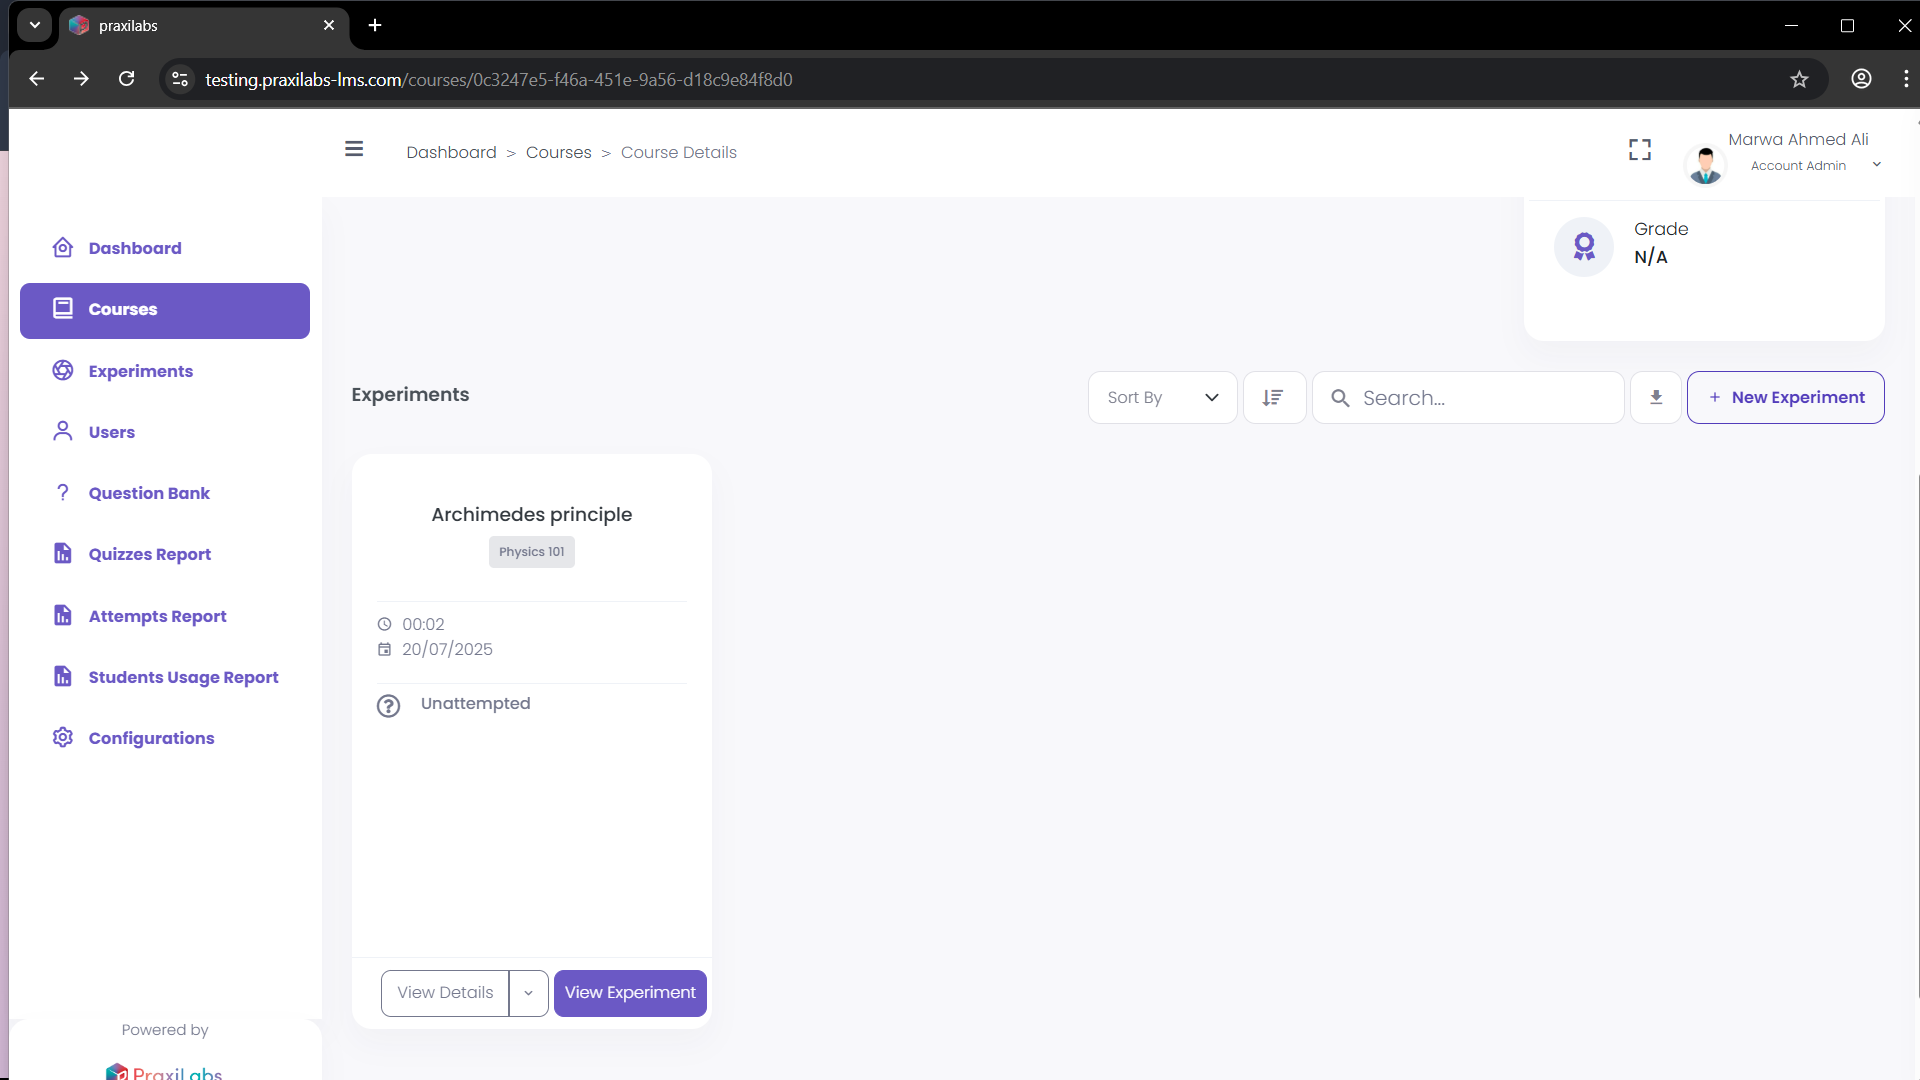 praxilabs
testing.praxilabs-lms.com/courses/0c3247e5-f46a-451e-9a56-d18c9e84f8d0
Dashboard > Courses > Course Details
Marwa Ahmed Ali
Account Admin
Dashboard
Courses
Experiments
Users
Question Bank
Quizzes Report
Attempts Report
Students Usage Report
Configurations
Powered by
PraxiLabs
Grade
N/A
Experiments
Sort By
Search...
+ New Experiment
Archimedes principle
Physics 101
00:02
20/07/2025
Unattempted
View Details
View Experiment